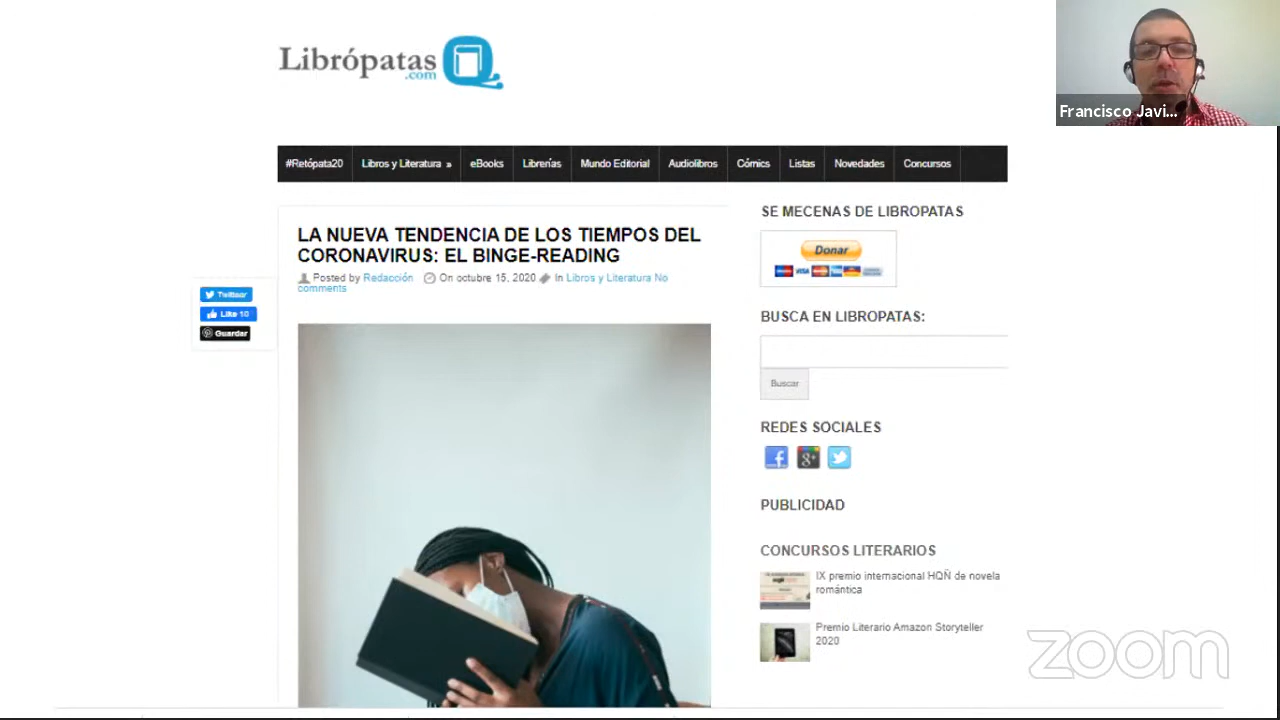 Librópatas
.com
Francisco Javi...
#Retópata20 Libros y Literatura » eBooks Librerías Mundo Editorial Audiolibros Cómics Listas Novedades Concursos
LA NUEVA TENDENCIA DE LOS TIEMPOS DEL
CORONAVIRUS: EL BINGE-READING
Posted by Redacción On octubre 15, 2020 In Libros y Literatura No
comments
Twittear
Like 10
Guardar
SE MECENAS DE LIBROPATAS
Donar
VISA
BUSCA EN LIBROPATAS:
Buscar
REDES SOCIALES
PUBLICIDAD
CONCURSOS LITERARIOS
IX premio internacional HQÑ de novela
romántica
Premio Literario Amazon Storyteller
2020
zoom